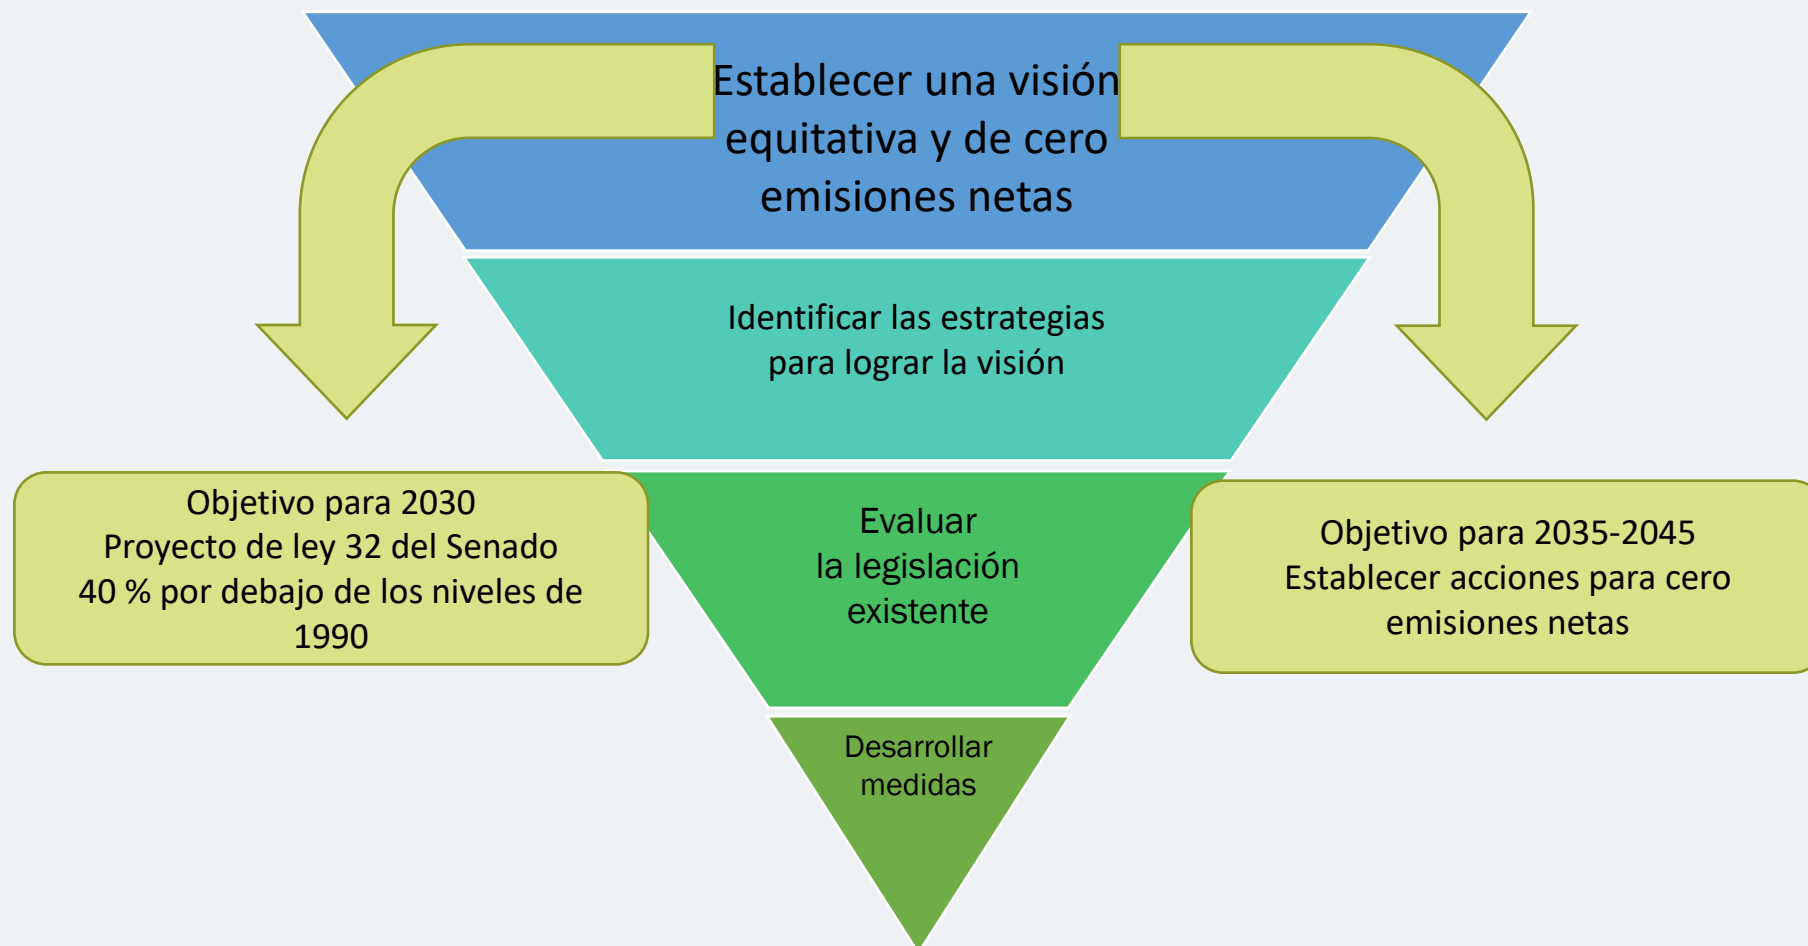 Establecer una visión
equitativa y de cero
emisiones netas
Identificar las estrategias
para lograr la visión
Objetivo para 2030
Proyecto de ley 32 del Senado
40 % por debajo de los niveles de
1990
Evaluar
la legislación
existente
Objetivo para 2035-2045
Establecer acciones para cero
emisiones netas
Desarrollar
medidas